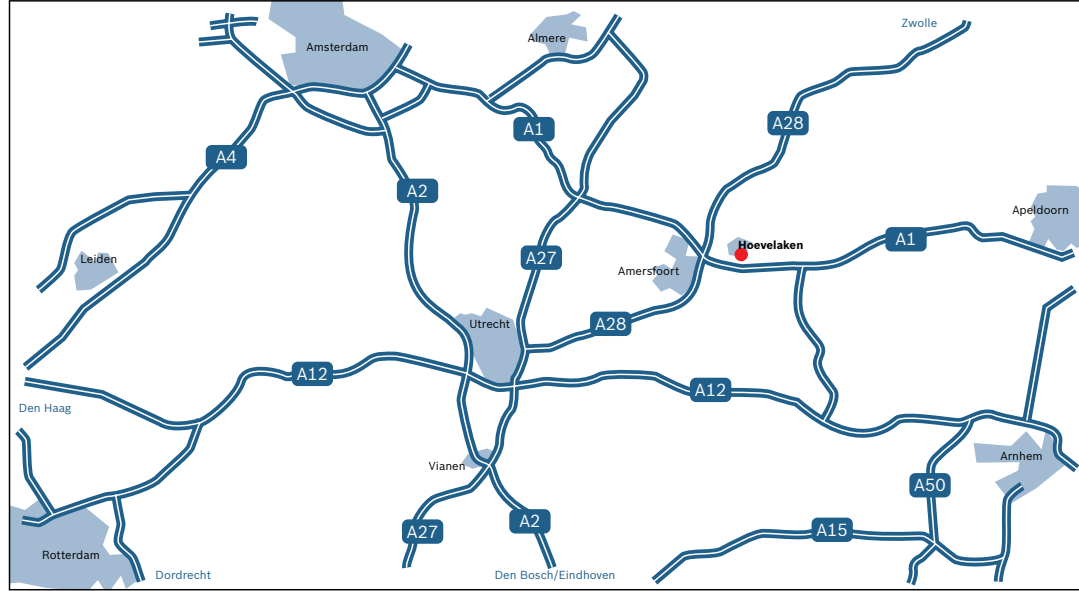 Zwolle
Almere
Amsterdam
A28
A1
A4
A2
Apeldoorn
A1
Hoevelaken
A27
Leiden
Amersfoort
Utrecht
A28
A12
A12
Den Haag
Arnhem
Vianen
A50
A2
A15
A27
Rotterdam
Dordrecht
Den Bosch/Eindhoven